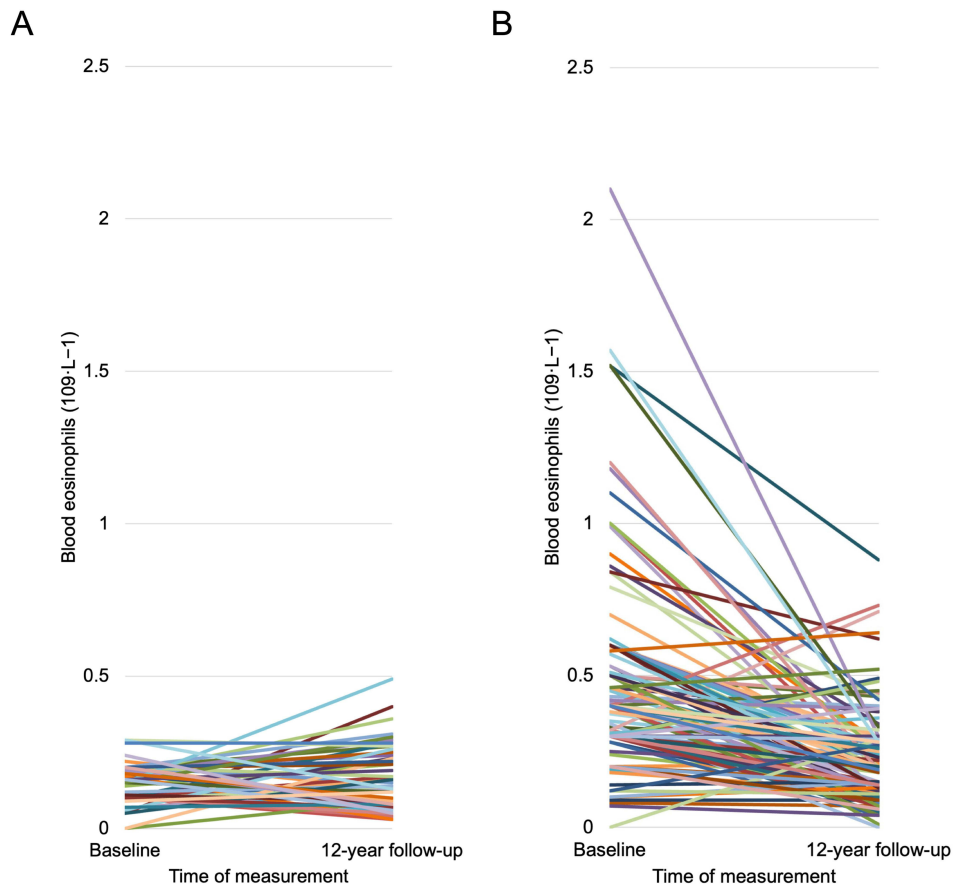 A
B
2.5
2
1.5
1
0.5
0
Blood eosinophils (109·L−1)
Baseline
12-year follow-up
Time of measurement
2.5
2
1.5
1
0.5
0
Blood eosinophils (109·L−1)
Baseline
12-year follow-up
Time of measurement